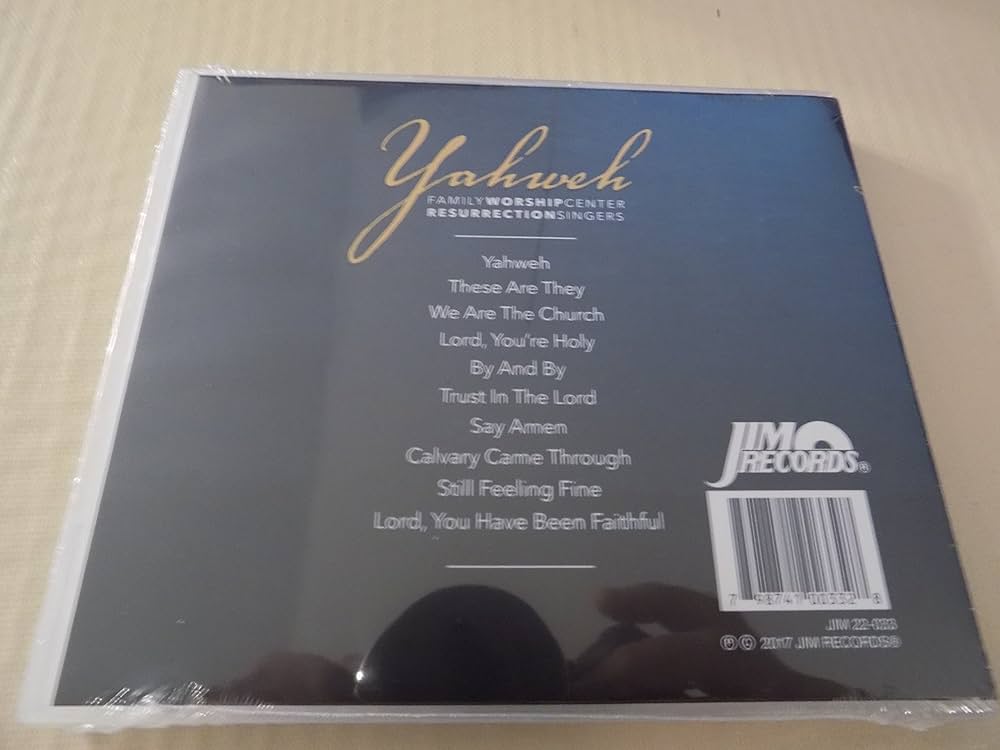 Yahweh
FAMILYWORSHIPCENTER
RESURRECTIONSINGERS
Yahweh
These Are They
We Are The Church
Lord, You're Holy
By And By
Trust In The Lord
Say Amen
Calvary Came Through
Still Feeling Fine
Lord, You Have Been Faithful
JIM
RECORDS®
℗ © 2017 JIM RECORDS®